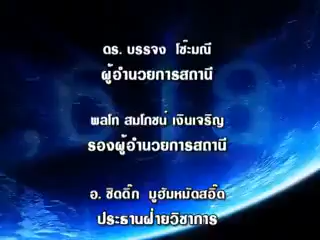 ดร. บรรจง โซ๊ะมณี
ผู้อำนวยการสถานี
พลโท สมโภชน์ เงินเจริญ
รองผู้อำนวยการสถานี
อ. ชิดดิ๊ก มูฮัมหมัดสอี๊ด
ประธานฝ่ายวิชาการ